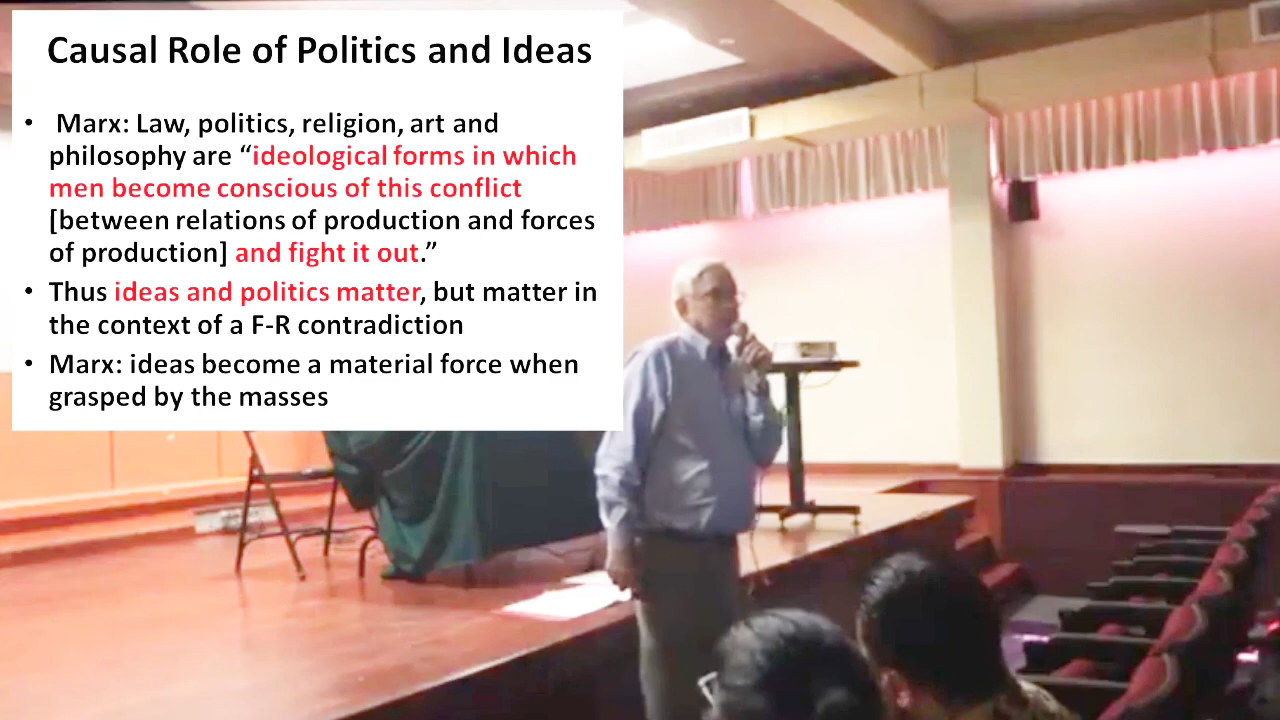 Causal Role of Politics and Ideas
• Marx: Law, politics, religion, art and
philosophy are “ideological forms in which
men become conscious of this conflict
[between relations of production and forces
of production] and fight it out.”
• Thus ideas and politics matter, but matter in
the context of a F-R contradiction
• Marx: ideas become a material force when
grasped by the masses